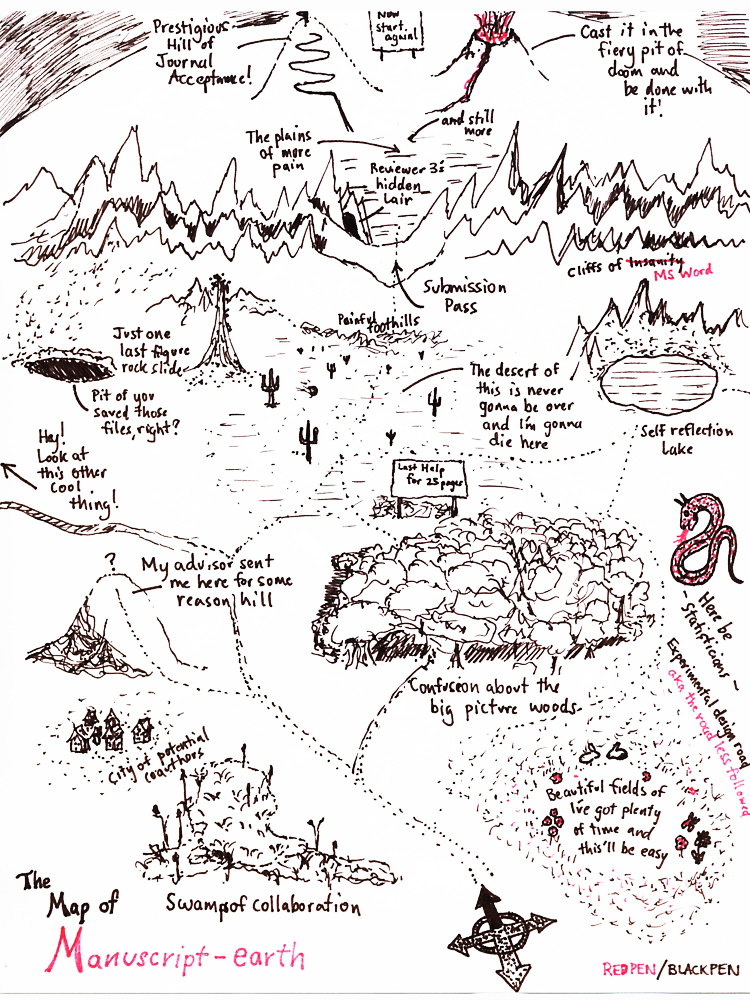 Prestigious
Hill of
Journal
Acceptance!
Now
start
again!
Cast it in the
fiery pit of
doom and
be done with
it!
and still
more
The plains
of more
pain
Reviewer 3's
hidden
Lair
Cliffs of Insanity
MS Word
Submission
Pass
Painful foothills
Just one
last figure
rock slide
Pit of you
saved those
files, right?
The desert of
this is never
gonna be over
and I'm gonna
die here
Self reflection
Lake
Hey!
Look at
this other
cool
thing!
Last Help
for 25 pages
?
My advisor sent
me here for some
reason hill
Here be
Statisticians ~
Experimental design road
aka the road less followed
Confuseon about the
big picture woods
City of potential
coauthors
Beautiful fields of
I've got plenty
of time and
this'll be easy
Swamps of Collaboration
The
Map of
Manuscript-earth
REDPEN/BLACKPEN